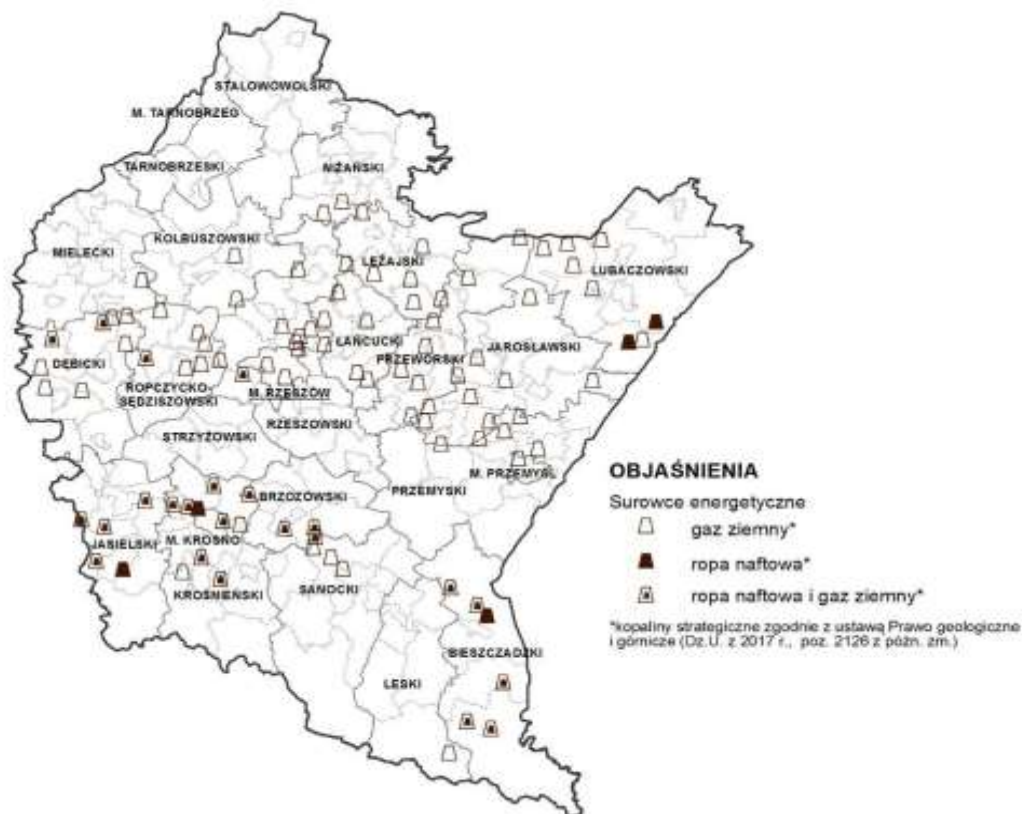 STALOWOWOLSKI
M. TARNOBRZEG
TARNOBRZESKI
NIŻAŃSKI
KOLBUSZOWSKI
MIELECKI
LEŻAJSKI
LUBACZOWSKI
ŁAŃCUCKI
JAROSŁAWSKI
PRZEWORSKI
DĘBICKI
ROPCZYCKO-
SĘDZISZOWSKI
M. RZESZÓW
RZESZOWSKI
STRZYŻOWSKI
M. PRZEMYŚL
PRZEMYSKI
BRZOZOWSKI
JASIELSKI
M. KROSNO
KROŚNIEŃSKI
SANOCKI
BIESZCZADZKI
LESKI
OBJAŚNIENIA
Surowce energetyczne
gaz ziemny*
ropa naftowa*
ropa naftowa i gaz ziemny*
*kopaliny strategiczne zgodnie z ustawą Prawo geologiczne
i górnicze (Dz.U. z 2017 r., poz. 2126 z późn. zm.)